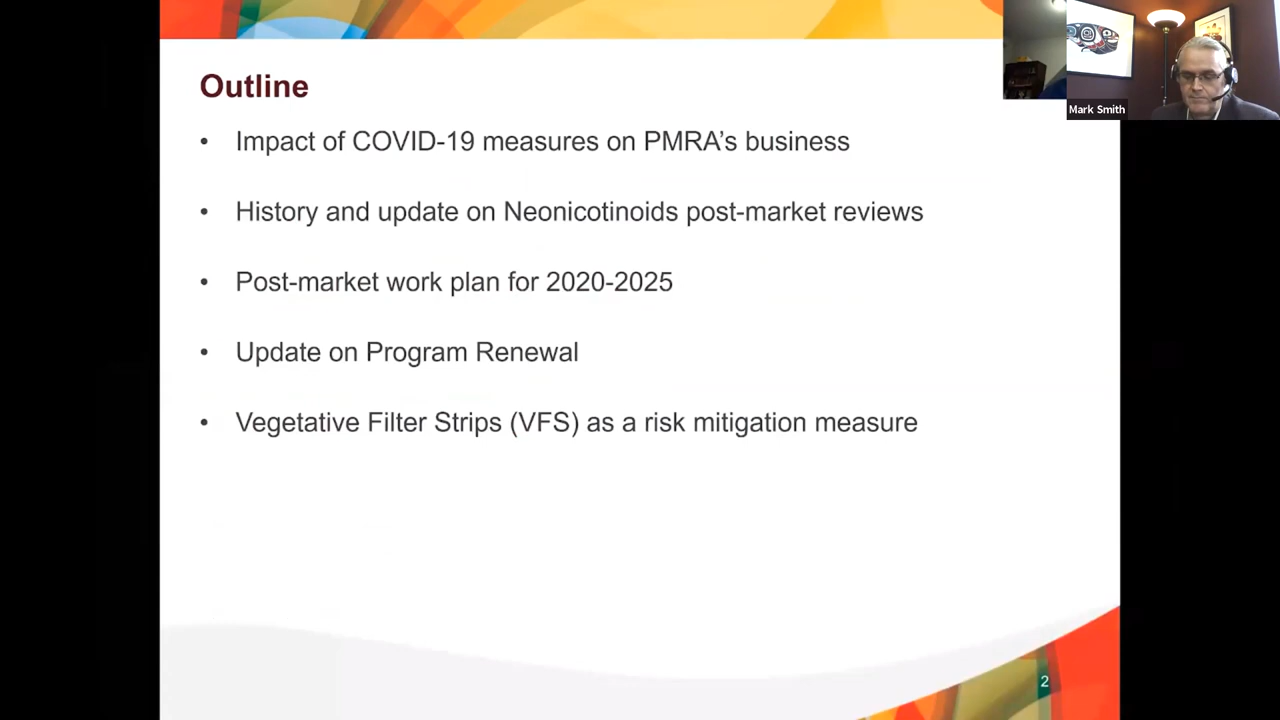 Outline
• Impact of COVID-19 measures on PMRA’s business
• History and update on Neonicotinoids post-market reviews
• Post-market work plan for 2020-2025
• Update on Program Renewal
• Vegetative Filter Strips (VFS) as a risk mitigation measure
2
Mark Smith